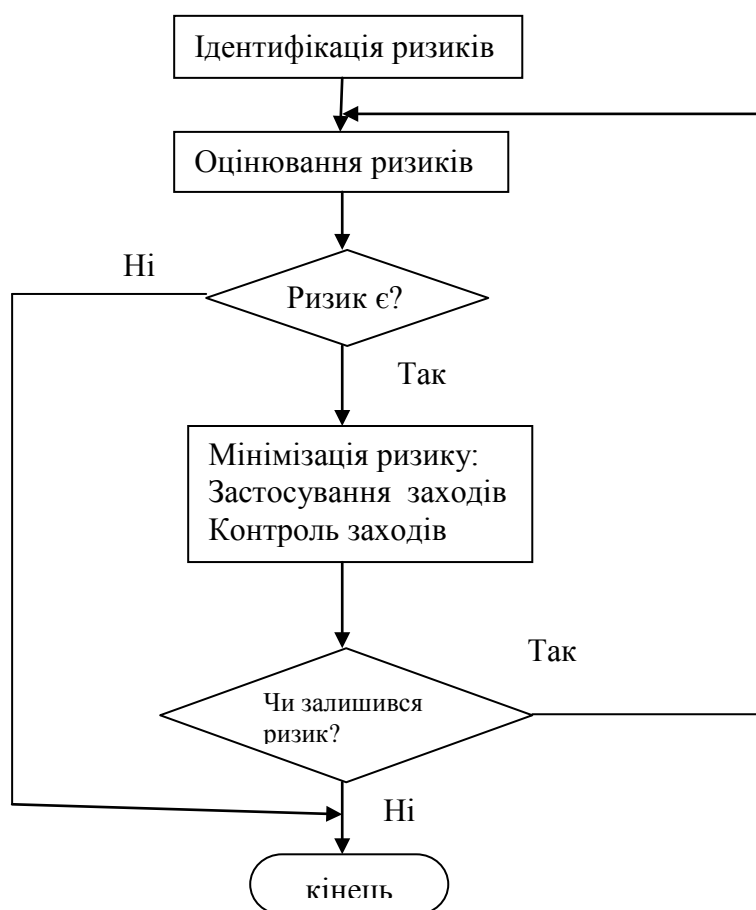 Ідентифікація ризиків
Оцінювання ризиків
Ні
Ризик є?
Так
Мінімізація ризику:
Застосування заходів
Контроль заходів
Так
Чи залишився
ризик?
Ні
кінець